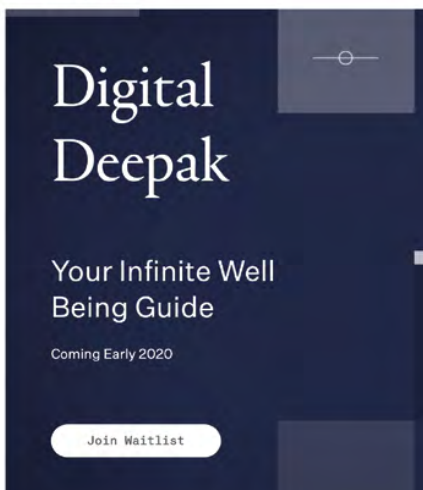 Digital
Deepak
Your Infinite Well
Being Guide
Coming Early 2020
Join Waitlist